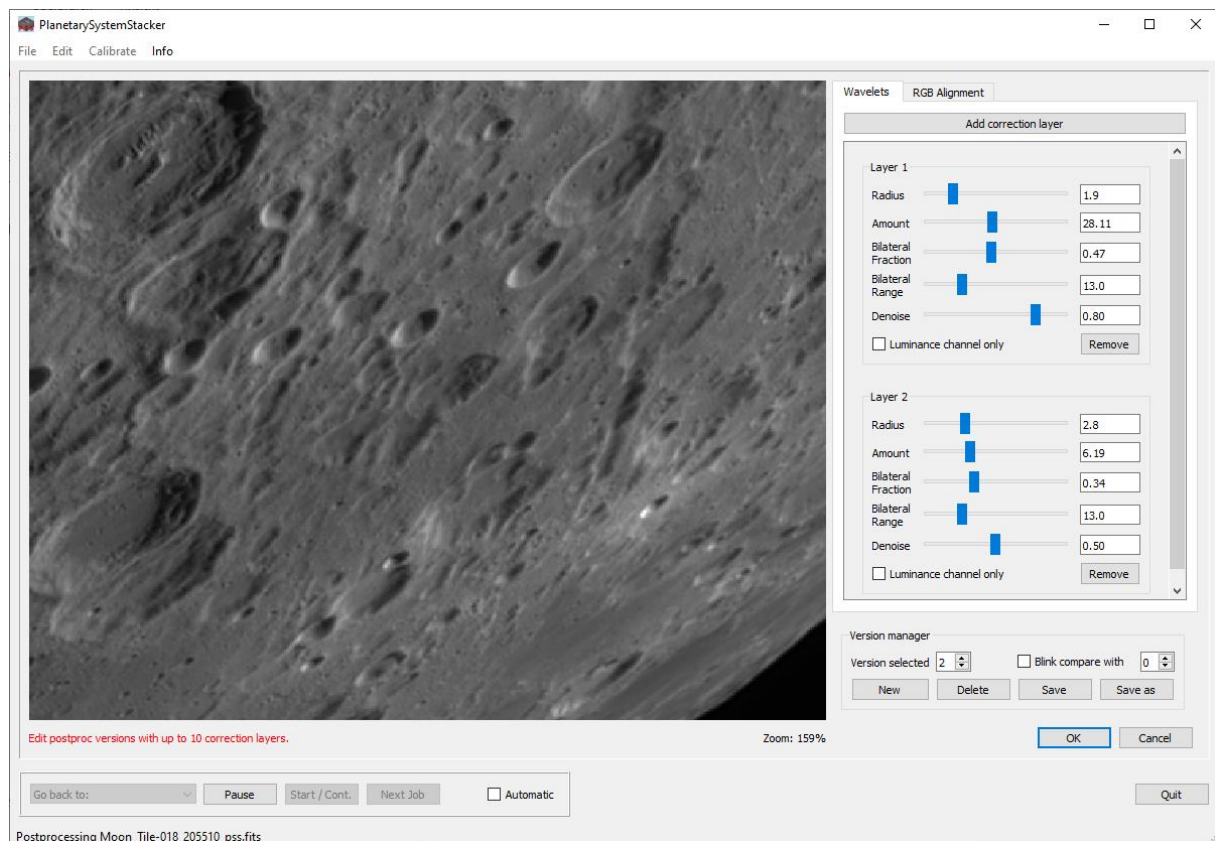 PlanetarySystemStacker
File Edit Calibrate Info
Wavelets RGB Alignment
Add correction layer
Layer 1
Radius 1.9
Amount 28.11
Bilateral
Fraction 0.47
Bilateral
Range 13.0
Denoise 0.80
Luminance channel only Remove
Layer 2
Radius 2.8
Amount 6.19
Bilateral
Fraction 0.34
Bilateral
Range 13.0
Denoise 0.50
Luminance channel only Remove
Version manager
Version selected 2 Blink compare with 0
New Delete Save Save as
Edit postproc versions with up to 10 correction layers. Zoom: 159% OK Cancel
Go back to: Pause Start / Cont. Next Job Automatic Quit
Postprocessing Moon_Tile-018_205510_pss.fits